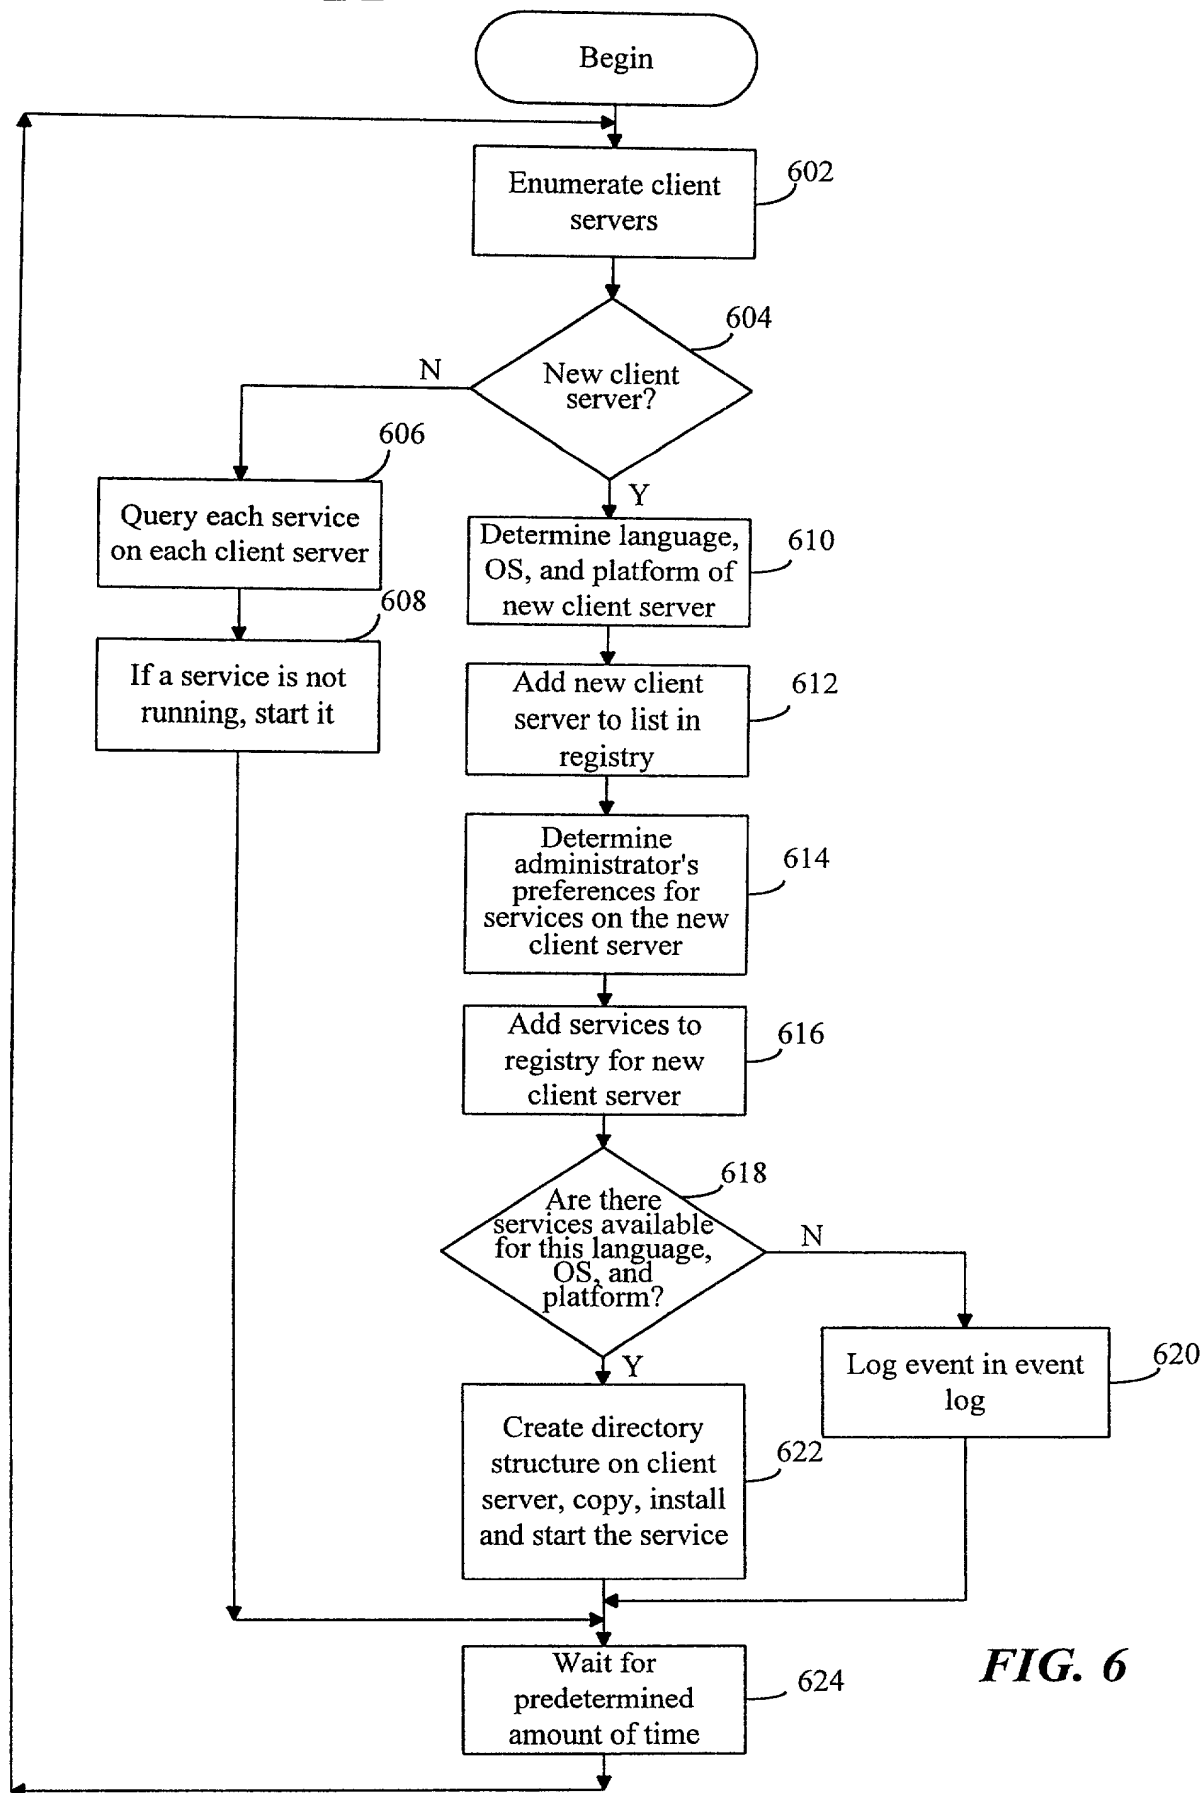 Begin
Enumerate client
servers
602
New client
server?
604
N
Y
606
Query each service
on each client server
608
If a service is not
running, start it
Determine language,
OS, and platform of
new client server
610
Add new client
server to list in
registry
612
Determine
administrator's
preferences for
services on the new
client server
614
Add services to
registry for new
client server
616
Are there
services available
for this language,
OS, and
platform?
618
N
Y
Log event in event
log
620
Create directory
structure on client
server, copy, install
and start the service
622
Wait for
predetermined
amount of time
624
FIG. 6